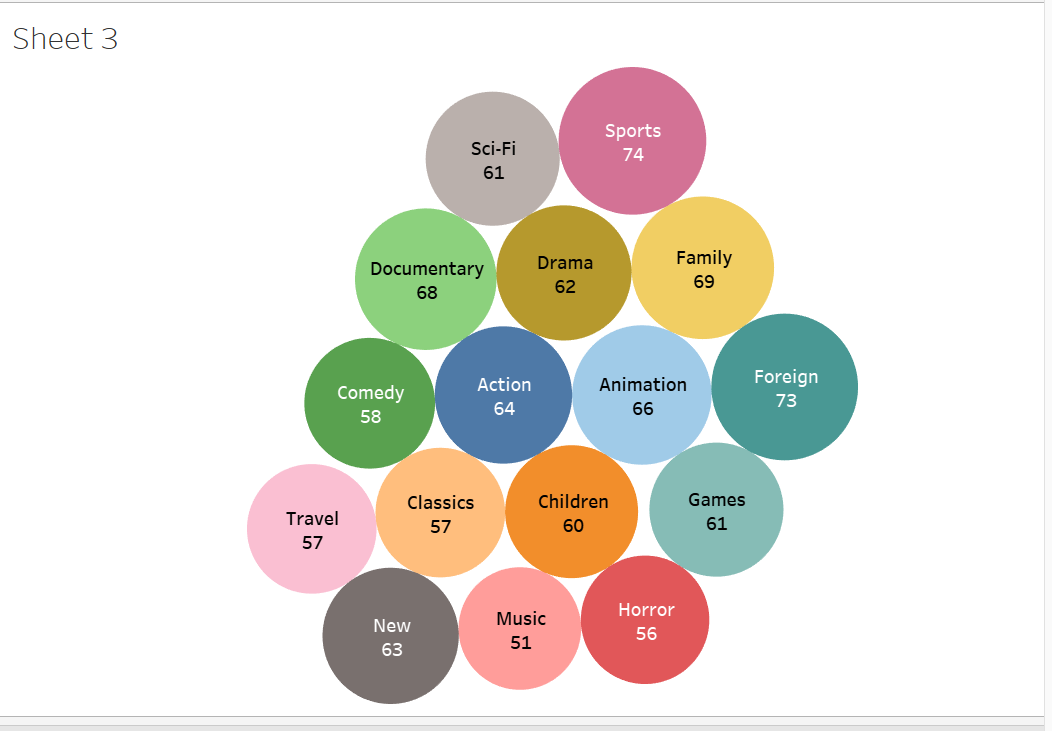 Sheet 3
Sports
74
Sci-Fi
61
Family
69
Drama
62
Documentary
68
Foreign
73
Action
64
Animation
66
Comedy
58
Games
61
Classics
57
Children
60
Travel
57
Horror
56
Music
51
New
63